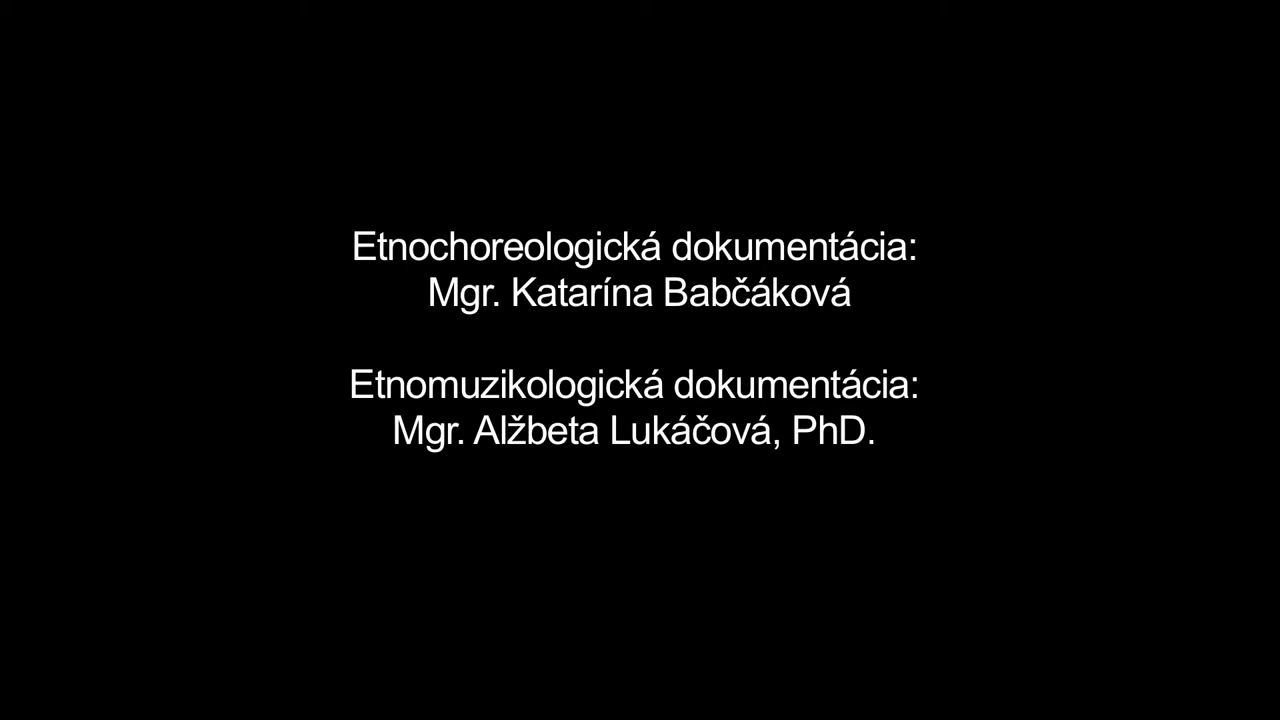 Etnochoreologická dokumentácia:
Mgr. Katarína Babčáková
Etnomuzikologická dokumentácia:
Mgr. Alžbeta Lukáčová, PhD.